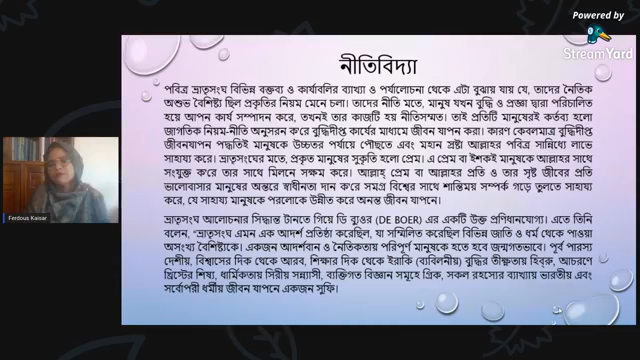 Powered by
StreamYard
নীতিবিদ্যা
পবিত্র ভ্রাতৃসংঘ বিভিন্ন বক্তব্য ও কার্যাবলির ব্যাখ্যা ও পর্যালোচনা থেকে এটা বুঝায় যায় যে, তাদের নৈতিক
অশুভ বৈশিষ্ট্য ছিল প্রকৃতির নিয়ম মেনে চলা। তাদের নীতি মতে, মানুষ যখন বুদ্ধি ও প্রজ্ঞা দ্বারা পরিচালিত
হয়ে আপন কার্য সম্পাদন করে, তখনই তার কাজটি হয় নীতিসম্মত। তাই প্রতিটি মানুষেরই কর্তব্য হলো
জাগতিক নিয়ম-নীতি অনুসরন ক'রে বুদ্ধিদীপ্ত কার্যের মাধ্যমে জীবন যাপন করা। কারণ কেবলমাত্র বুদ্ধিদীপ্ত
জীবনযাপন পদ্ধতিই মানুষকে উচ্চতর পর্যায়ে পৌছতে এবং মহান স্রষ্টা আল্লাহর পবিত্র সান্নিধ্যে লাভে
সাহায্য করে। ভ্রাতৃসংঘের মতে, প্রকৃত মানুষের সুকৃতি হলো প্রেম। এ প্রেম বা ইশকই মানুষকে আল্লাহর সাথে
সংযুক্ত ক'রে তার সাথে মিলনে সক্ষম করে। আল্লাহ্ প্রেম বা আল্লাহর প্রতি ও তার সৃষ্ট জীবের প্রতি
ভালোবাসার মানুষের অন্তরে স্বাধীনতা দান ক'রে সমগ্র বিশ্বের সাথে শান্তিময় সম্পর্ক গড়ে তুলতে সাহায্য
করে, যে সাহায্য মানুষকে পরলোকে উন্নীত করে অনন্ত জীবন যাপনে।
ভ্রাতৃসংঘ আলোচনার সিদ্ধান্ত টানতে গিয়ে ডি ব্যুওর (DE BOER) এর একটি উক্ত প্রণিধানযোগ্য। এতে তিনি
বলেন, "ভ্রাতৃসংঘ এমন এক আদর্শ প্রতিষ্ঠা করেছিল, যা সম্মিলিত করেছিল বিভিন্ন জাতি ও ধর্ম থেকে পাওয়া
অসংখ্য বৈশিষ্টকে। একজন আদর্শবান ও নৈতিকতায় পরিপূর্ণ মানুষকে হতে হবে জন্মগতভাবে। পূর্ব পারস্য
দেশীয়, বিশ্বাসের দিক থেকে আরব, শিক্ষার দিক থেকে ইরাকি (ব্যবিলনীয়) বুদ্ধির তীক্ষ্ণতায় হিব্রু, আচরণে
খ্রিস্টের শিষ্য, ধার্মিকতায় সিরীয় সন্ন্যাসী, ব্যক্তিগত বিজ্ঞান সমূহে গ্রিক, সকল রহস্যের ব্যাখ্যায় ভারতীয় এবং
সর্বোপরী ধর্মীয় জীবন যাপনে একজন সুফি।
Ferdous Kaisar